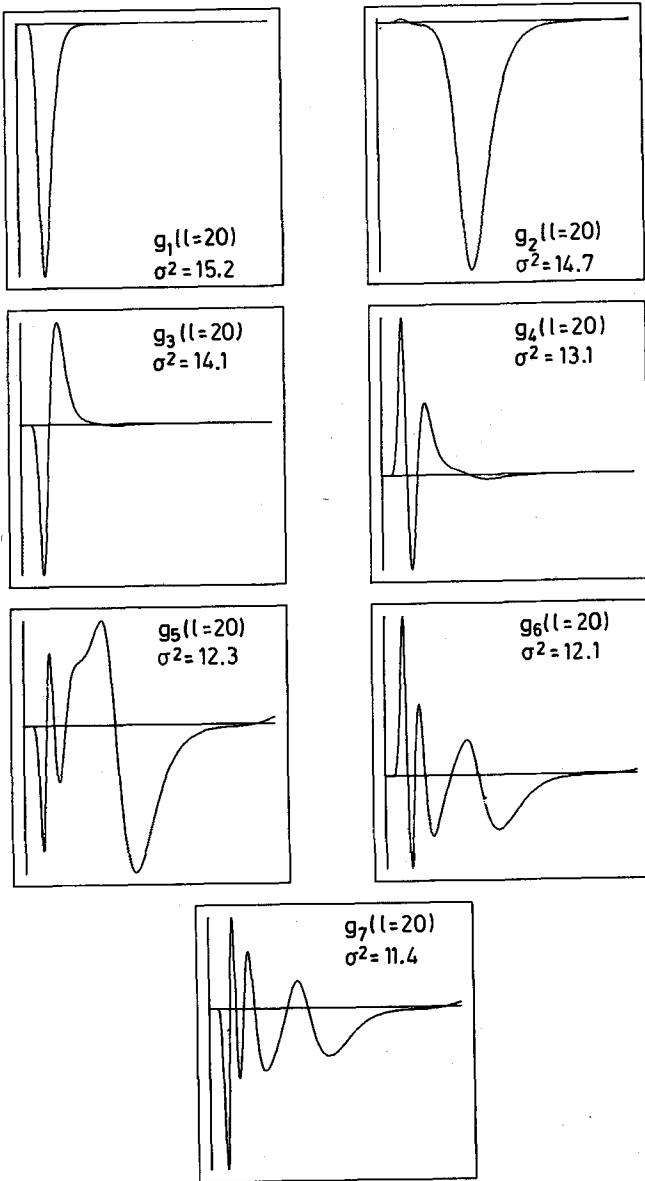 g₁(l=20)
σ²=15.2
g₂(l=20)
σ²=14.7
g₃(l=20)
σ²=14.1
g₄(l=20)
σ²=13.1
g₅(l=20)
σ²=12.3
g₆(l=20)
σ²=12.1
g₇(l=20)
σ²=11.4